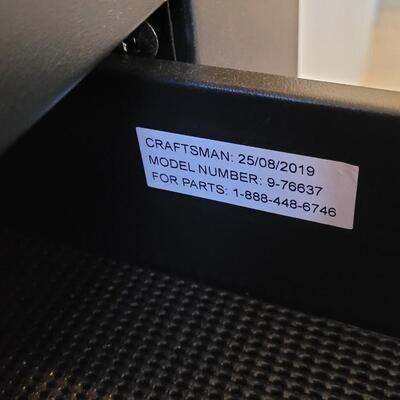 CRAFTSMAN: 25/08/2019
MODEL NUMBER: 9-76637
FOR PARTS: 1-888-448-6746